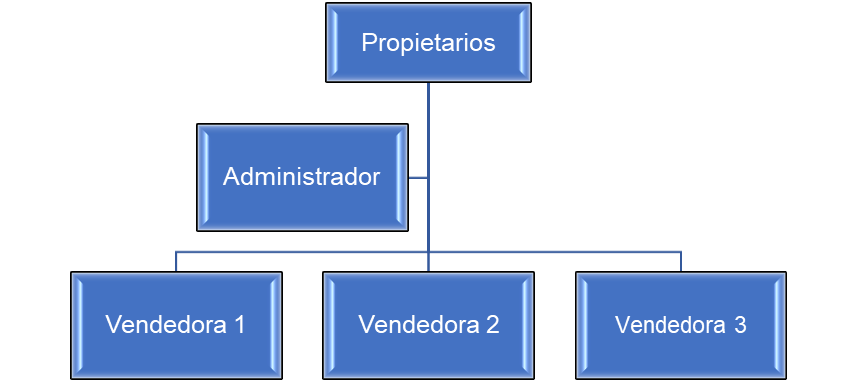 Propietarios
Administrador
Vendedora 1
Vendedora 2
Vendedora 3